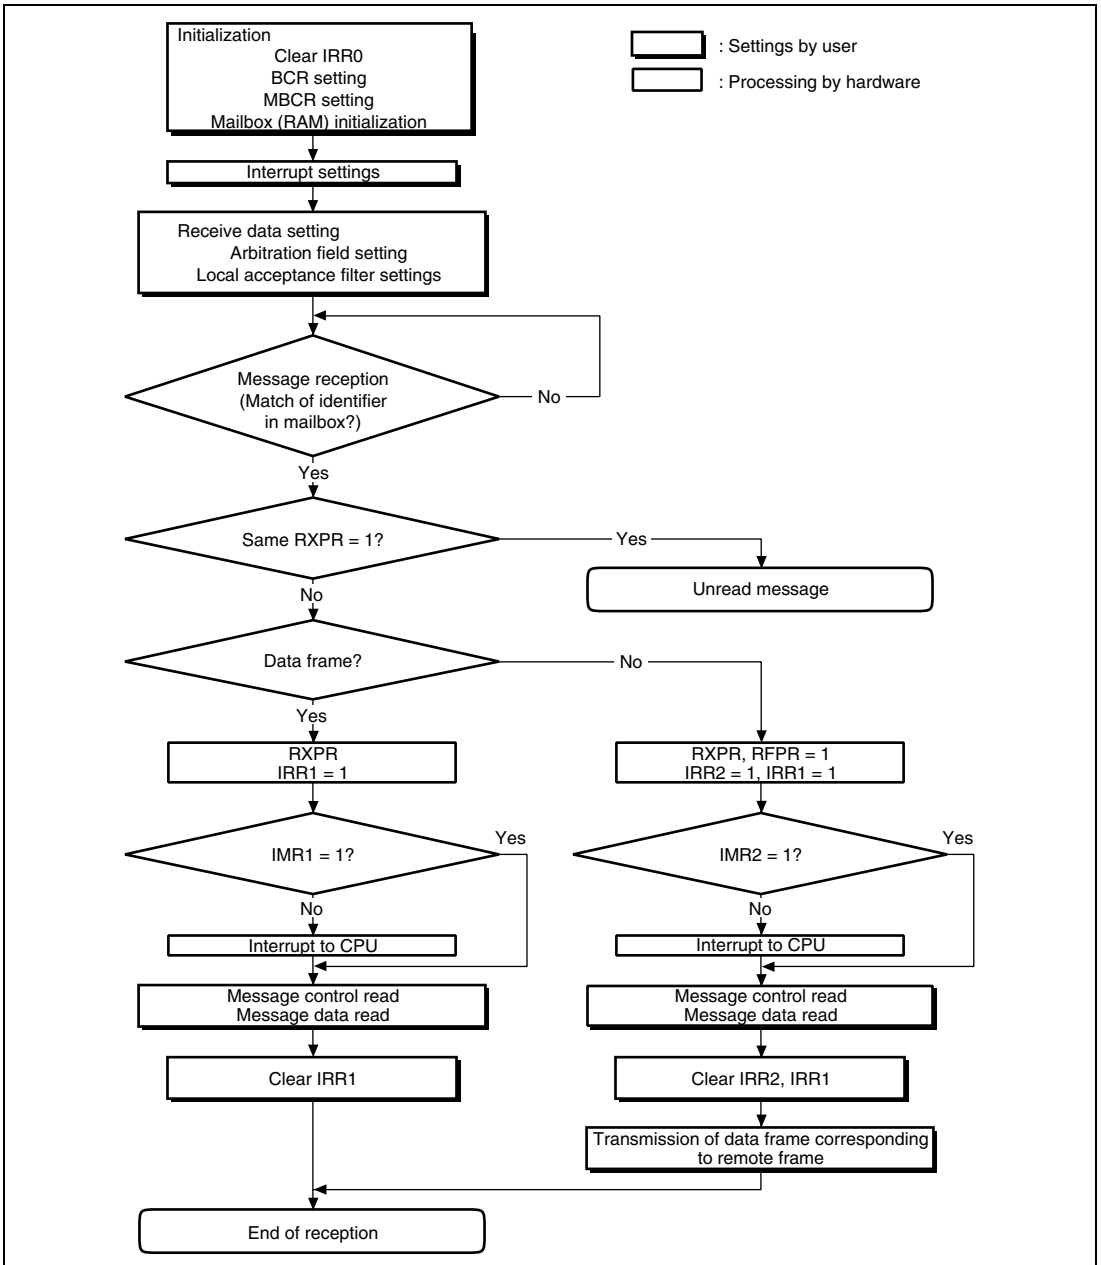 Initialization
Clear IRR0
BCR setting
MBCR setting
Mailbox (RAM) initialization
: Settings by user
: Processing by hardware
Interrupt settings
Receive data setting
Arbitration field setting
Local acceptance filter settings
Message reception
(Match of identifier
in mailbox?)
No
Yes
Same RXPR = 1?
Yes
Unread message
No
Data frame?
No
Yes
RXPR
IRR1 = 1
RXPR, RFPR = 1
IRR2 = 1, IRR1 = 1
IMR1 = 1?
Yes
IMR2 = 1?
Yes
No
No
Interrupt to CPU
Interrupt to CPU
Message control read
Message data read
Message control read
Message data read
Clear IRR1
Clear IRR2, IRR1
Transmission of data frame corresponding
to remote frame
End of reception